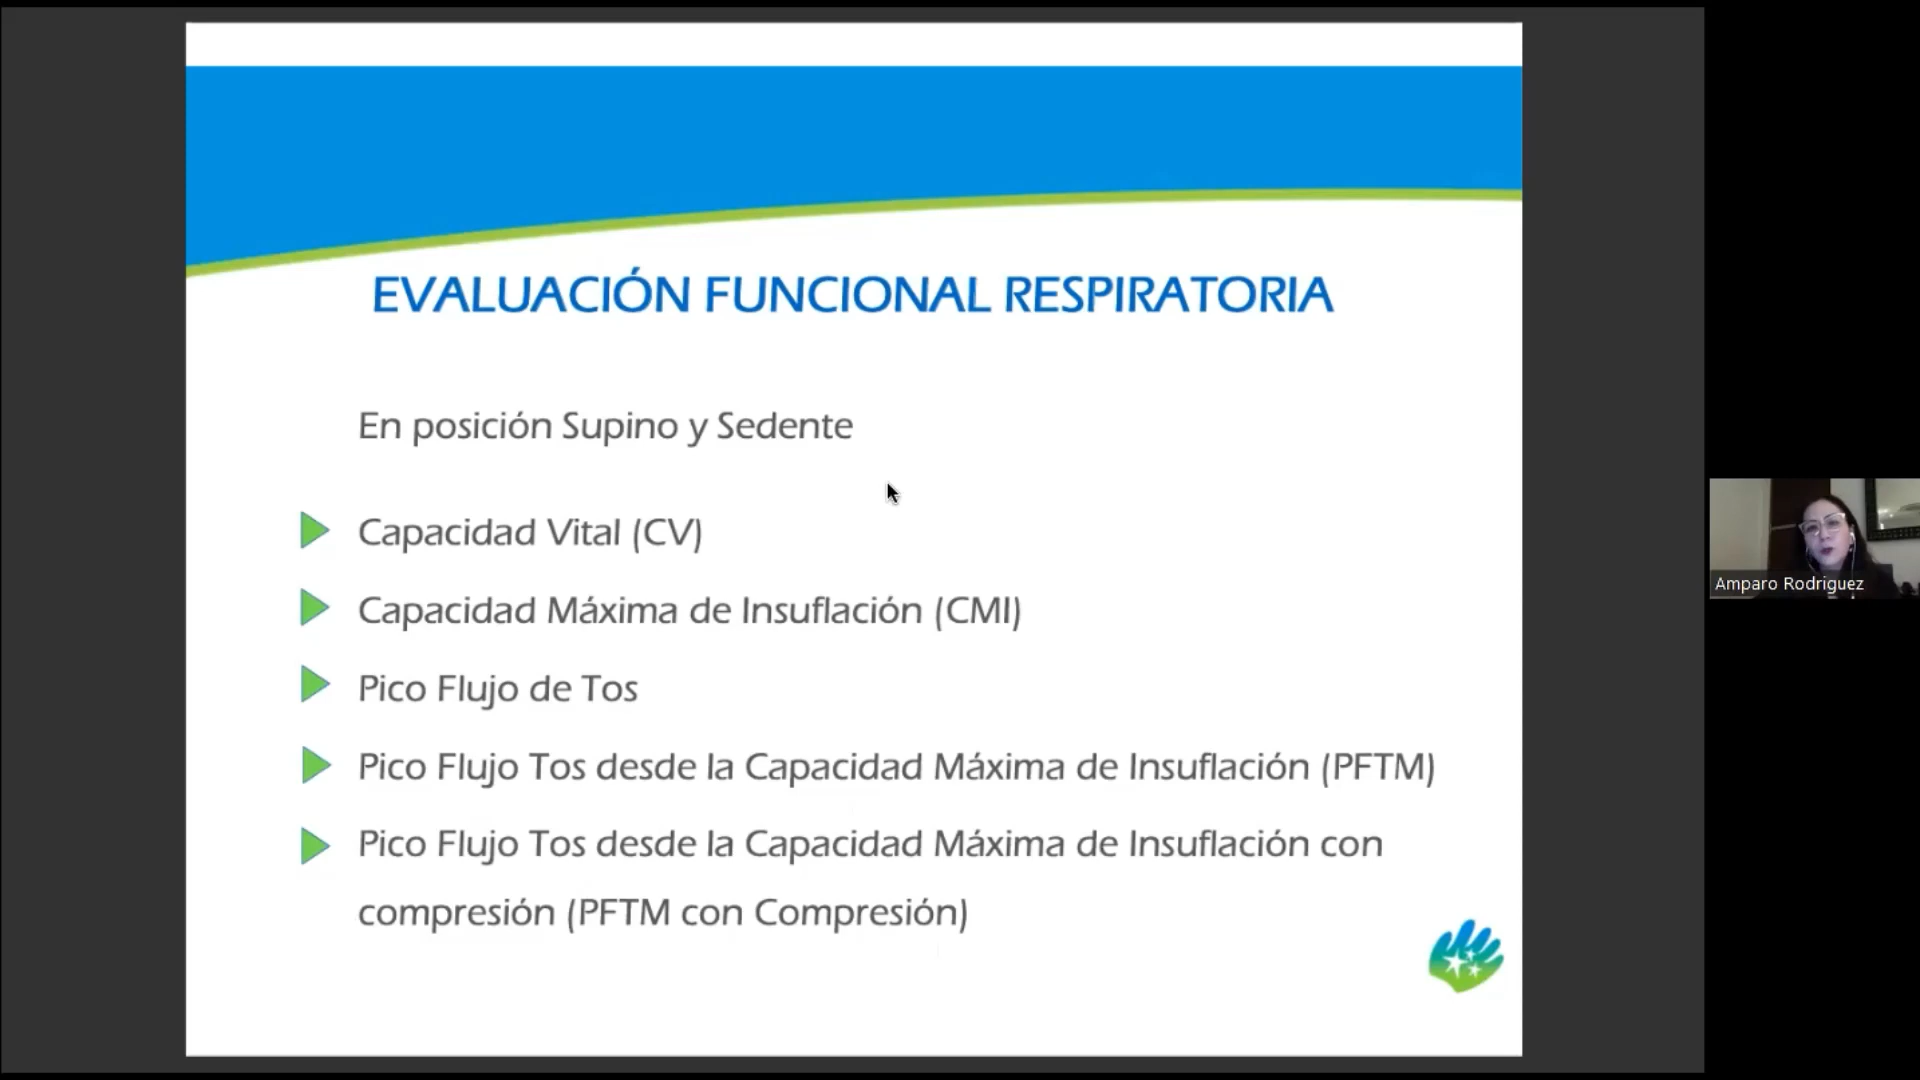 EVALUACIÓN FUNCIONAL RESPIRATORIA
En posición Supino y Sedente
Capacidad Vital (CV)
Capacidad Máxima de Insuflación (CMI)
Pico Flujo de Tos
Pico Flujo Tos desde la Capacidad Máxima de Insuflación (PFTM)
Pico Flujo Tos desde la Capacidad Máxima de Insuflación con
compresión (PFTM con Compresión)
Amparo Rodriguez